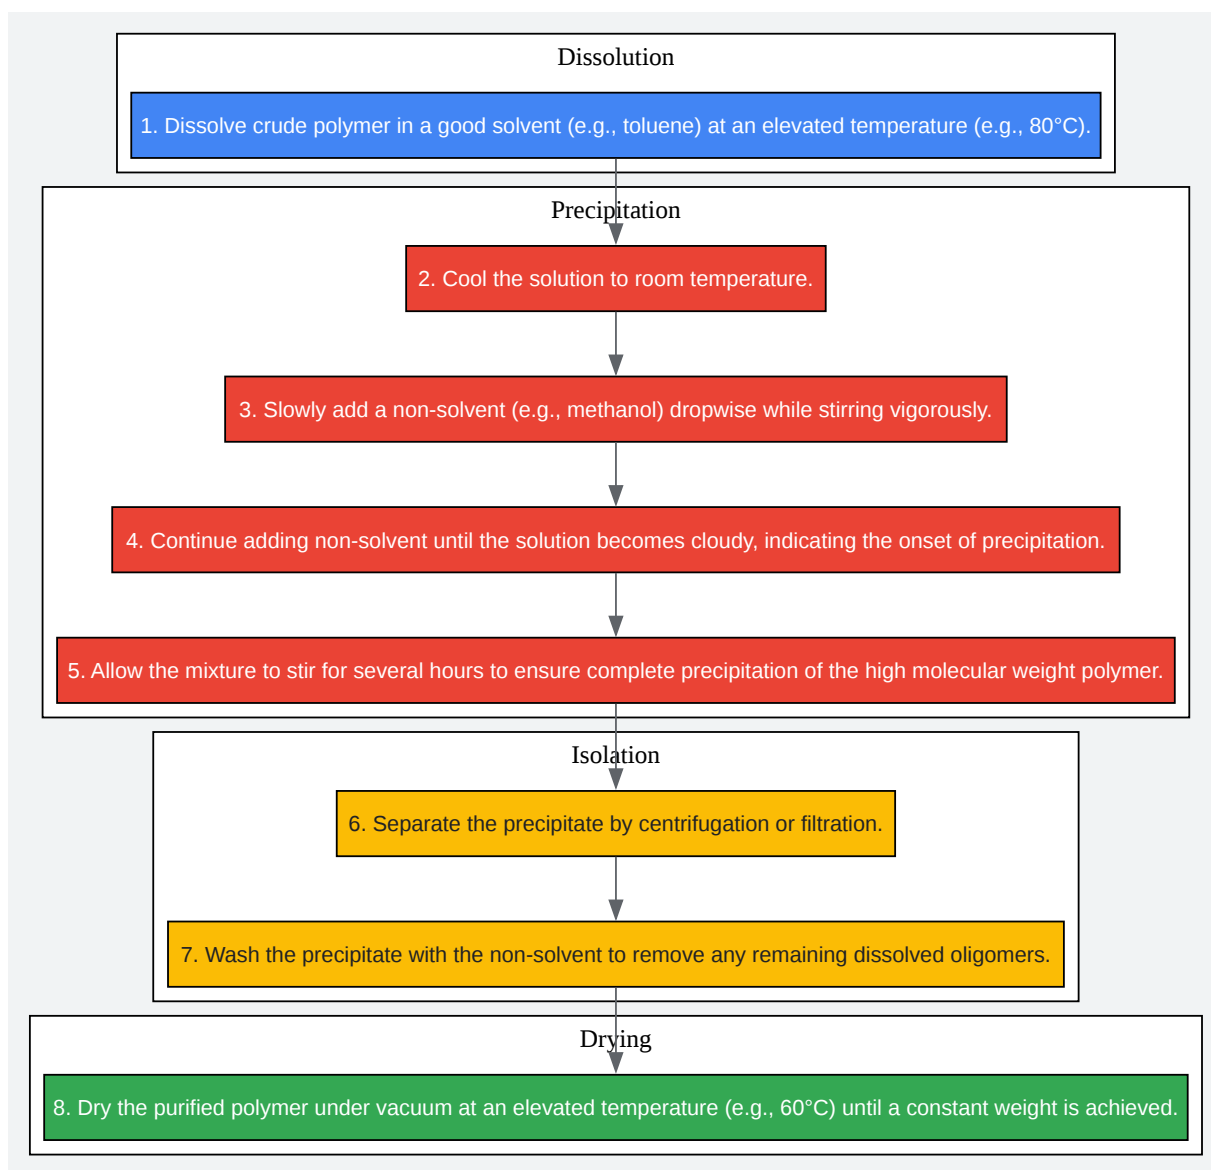 Dissolution
1. Dissolve crude polymer in a good solvent (e.g., toluene) at an elevated temperature (e.g., 80°C).
Precipitation
2. Cool the solution to room temperature.
3. Slowly add a non-solvent (e.g., methanol) dropwise while stirring vigorously.
4. Continue adding non-solvent until the solution becomes cloudy, indicating the onset of precipitation.
5. Allow the mixture to stir for several hours to ensure complete precipitation of the high molecular weight polymer.
Isolation
6. Separate the precipitate by centrifugation or filtration.
7. Wash the precipitate with the non-solvent to remove any remaining dissolved oligomers.
Drying
8. Dry the purified polymer under vacuum at an elevated temperature (e.g., 60°C) until a constant weight is achieved.